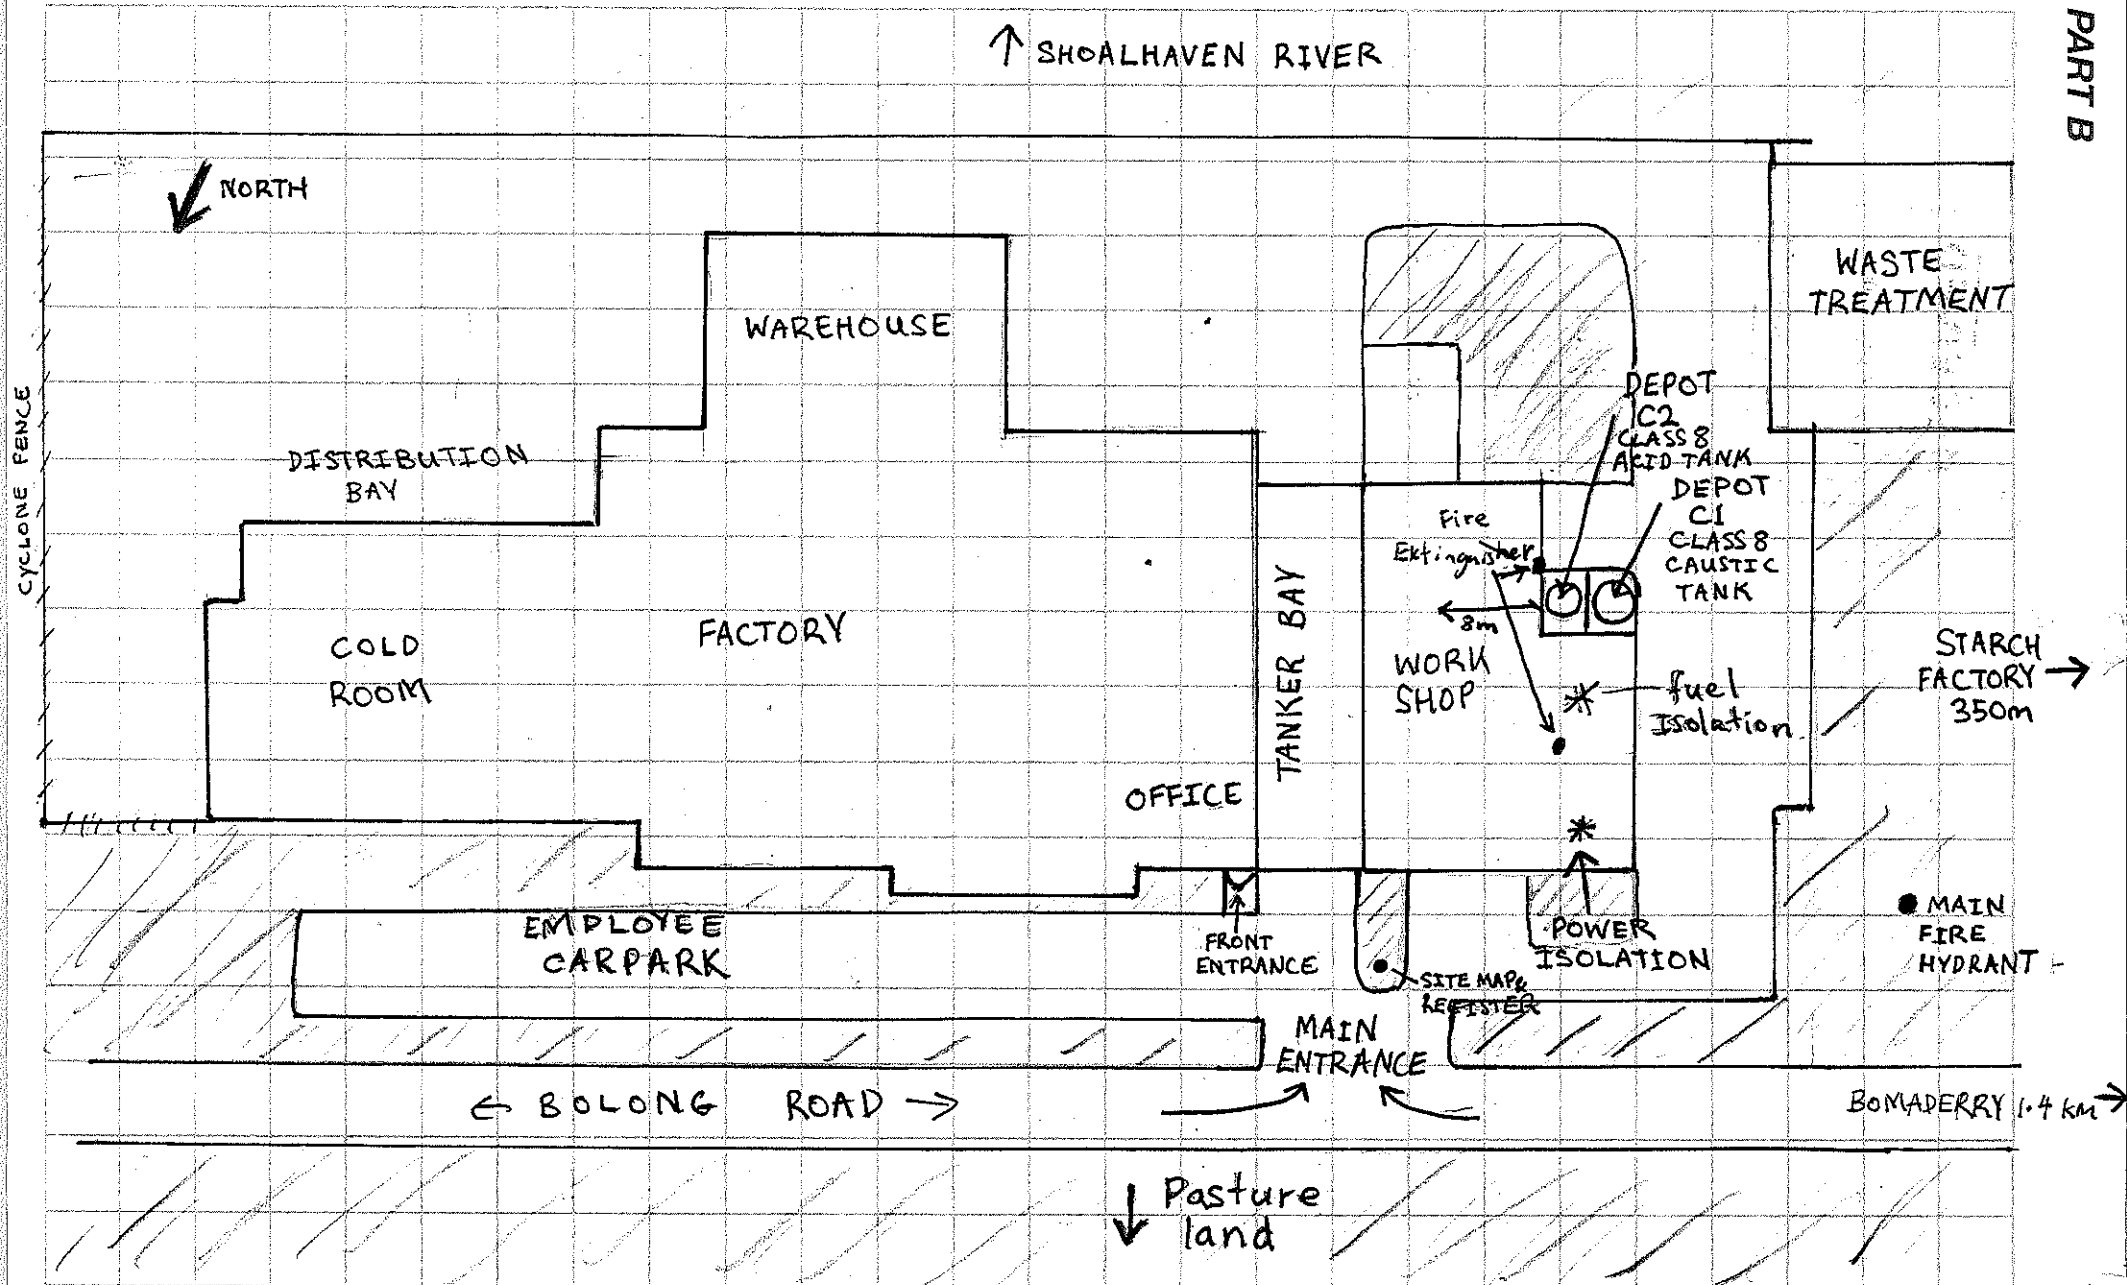 PART B
↑ SHOALHAVEN RIVER
NORTH
WASTE
TREATMENT
WAREHOUSE
DEPOT
C2
CLASS 8
ACID TANK
DISTRIBUTION
BAY
CYCLONE FENCE
DEPOT
C1
CLASS 8
CAUSTIC
TANK
Fire
Extinguisher
8m
TANKER BAY
COLD
ROOM
FACTORY
WORK
SHOP
fuel
Isolation
STARCH
FACTORY →
350m
OFFICE
EMPLOYEE
CARPARK
FRONT
ENTRANCE
POWER
ISOLATION
SITE MAP &
REGISTER
MAIN
FIRE
HYDRANT
MAIN
ENTRANCE
← BOLONG ROAD →
BOMADERRY 1.4 KM →
↓ Pasture
land